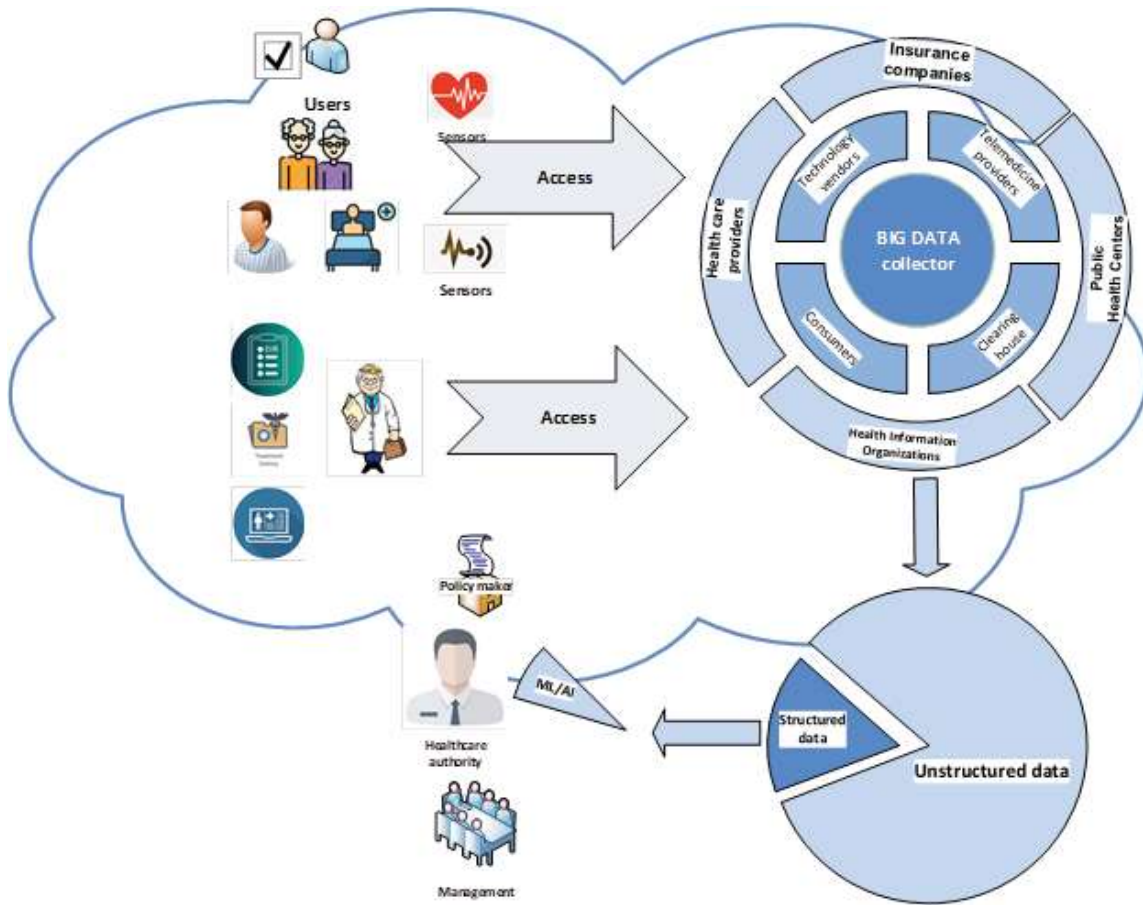 Users
Sensors
Access
Sensors
Access
Insurance
companies
Technology
vendors
Telemedicine
providers
Health care
providers
BIG DATA
collector
Public
Health Centers
Consumers
Clearing
house
Health Information
Organizations
Policy maker
ML/AI
Healthcare
authority
Structured
data
Unstructured data
Management